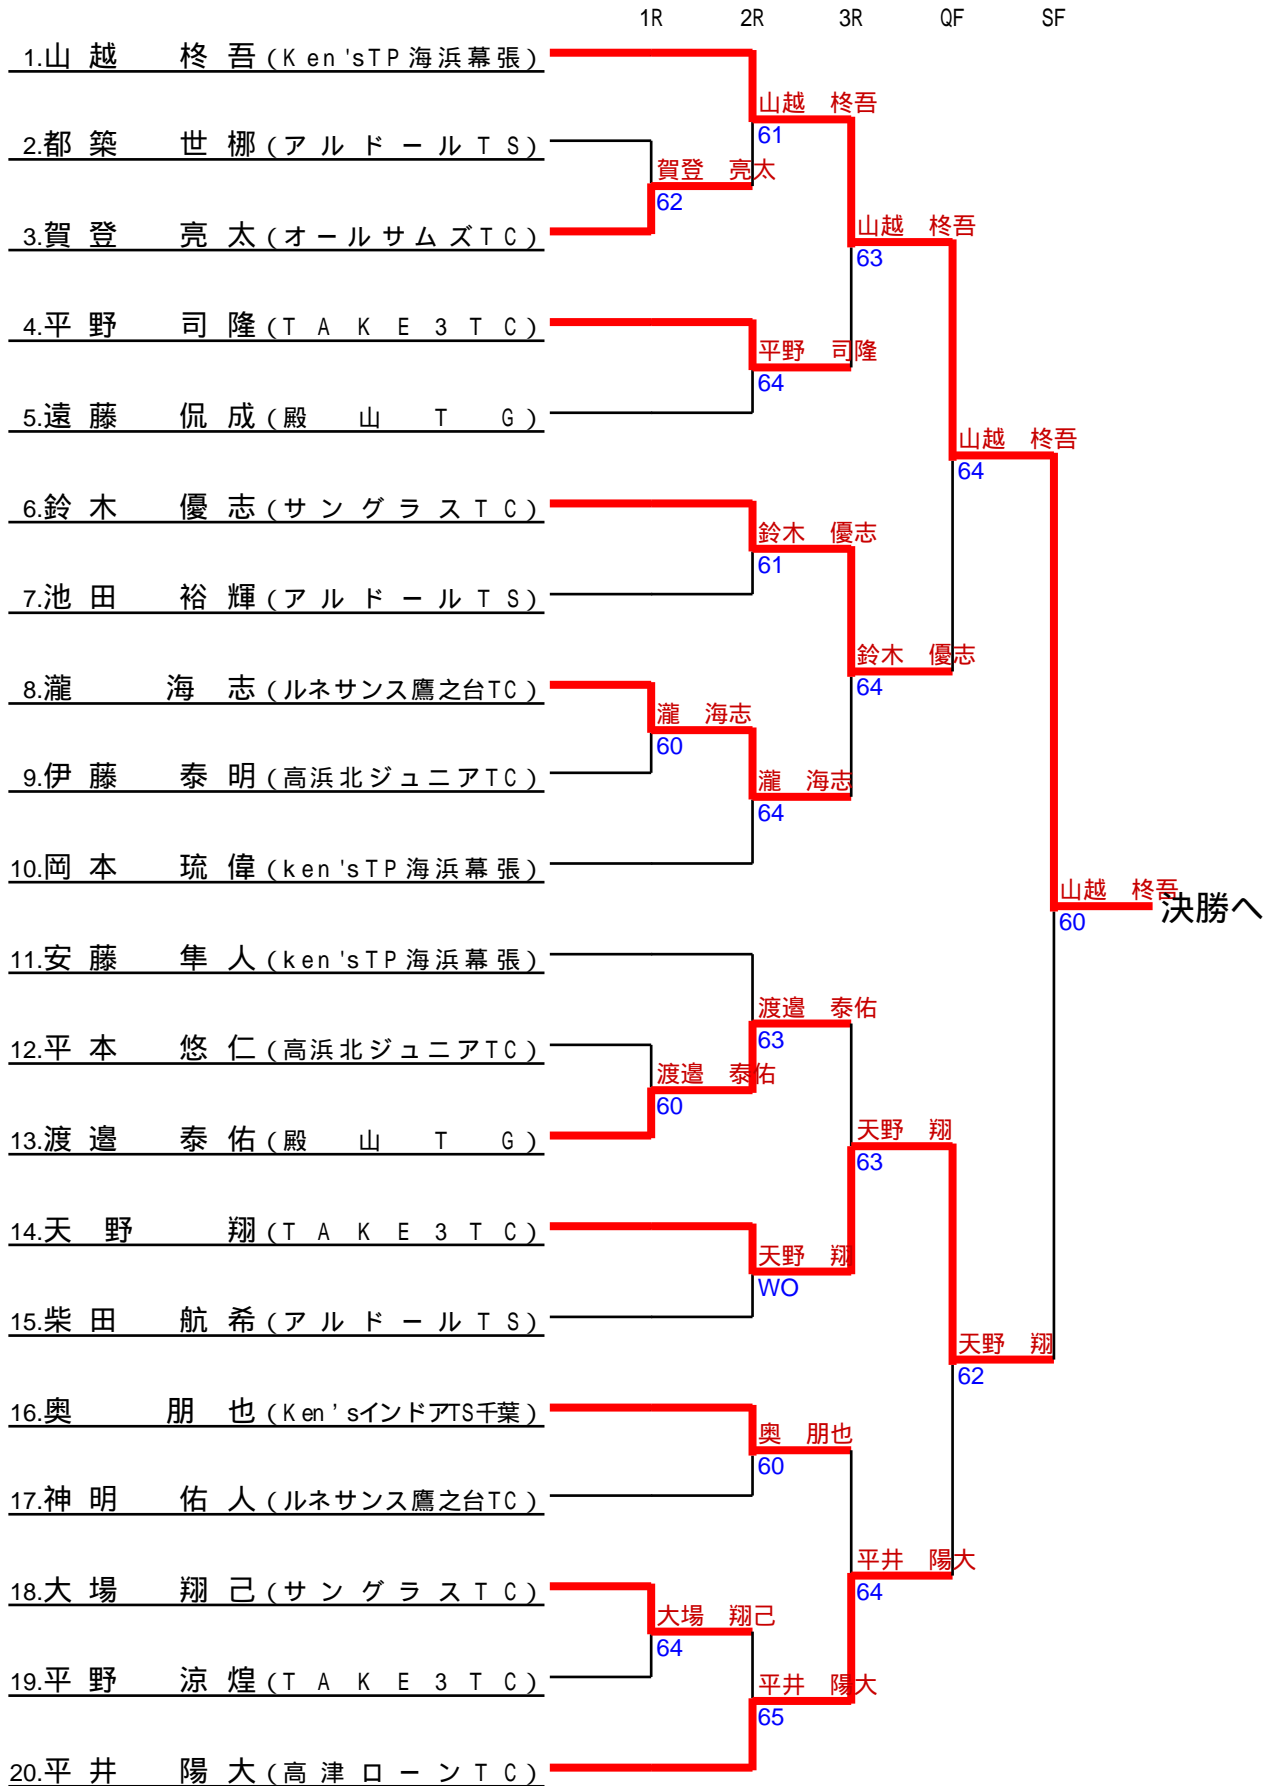 1R 2R 3R QF SF
1.山越 柊吾(Ken'sTP海浜幕張)
山越 柊吾
61
2.都築 世梛(アルドールTS)
賀登 亮太
62
3.賀登 亮太(オールサムズTC)
山越 柊吾
63
4.平野 司隆(TAKE3TC)
平野 司隆
64
5.遠藤 侃成(殿山TG)
山越 柊吾
64
6.鈴木 優志(サングラスTC)
鈴木 優志
61
7.池田 裕輝(アルドールTS)
鈴木 優志
64
8.瀧 海志(ルネサンス鷹之台TC)
瀧 海志
60
9.伊藤 泰明(高浜北ジュニアTC)
瀧 海志
64
10.岡本 琉偉(ken'sTP海浜幕張)
山越 柊吾
60
決勝へ
11.安藤 隼人(ken'sTP海浜幕張)
渡邉 泰佑
63
12.平本 悠仁(高浜北ジュニアTC)
渡邉 泰佑
60
13.渡邉 泰佑(殿山TG)
天野 翔
63
14.天野 翔(TAKE3TC)
天野 翔
WO
15.柴田 航希(アルドールTS)
天野 翔
62
16.奥 朋也(Ken'sインドアTS千葉)
奥 朋也
60
17.神明 佑人(ルネサンス鷹之台TC)
平井 陽大
64
18.大場 翔己(サングラスTC)
大場 翔己
64
19.平野 涼煌(TAKE3TC)
平井 陽大
65
20.平井 陽大(高津ローンTC)